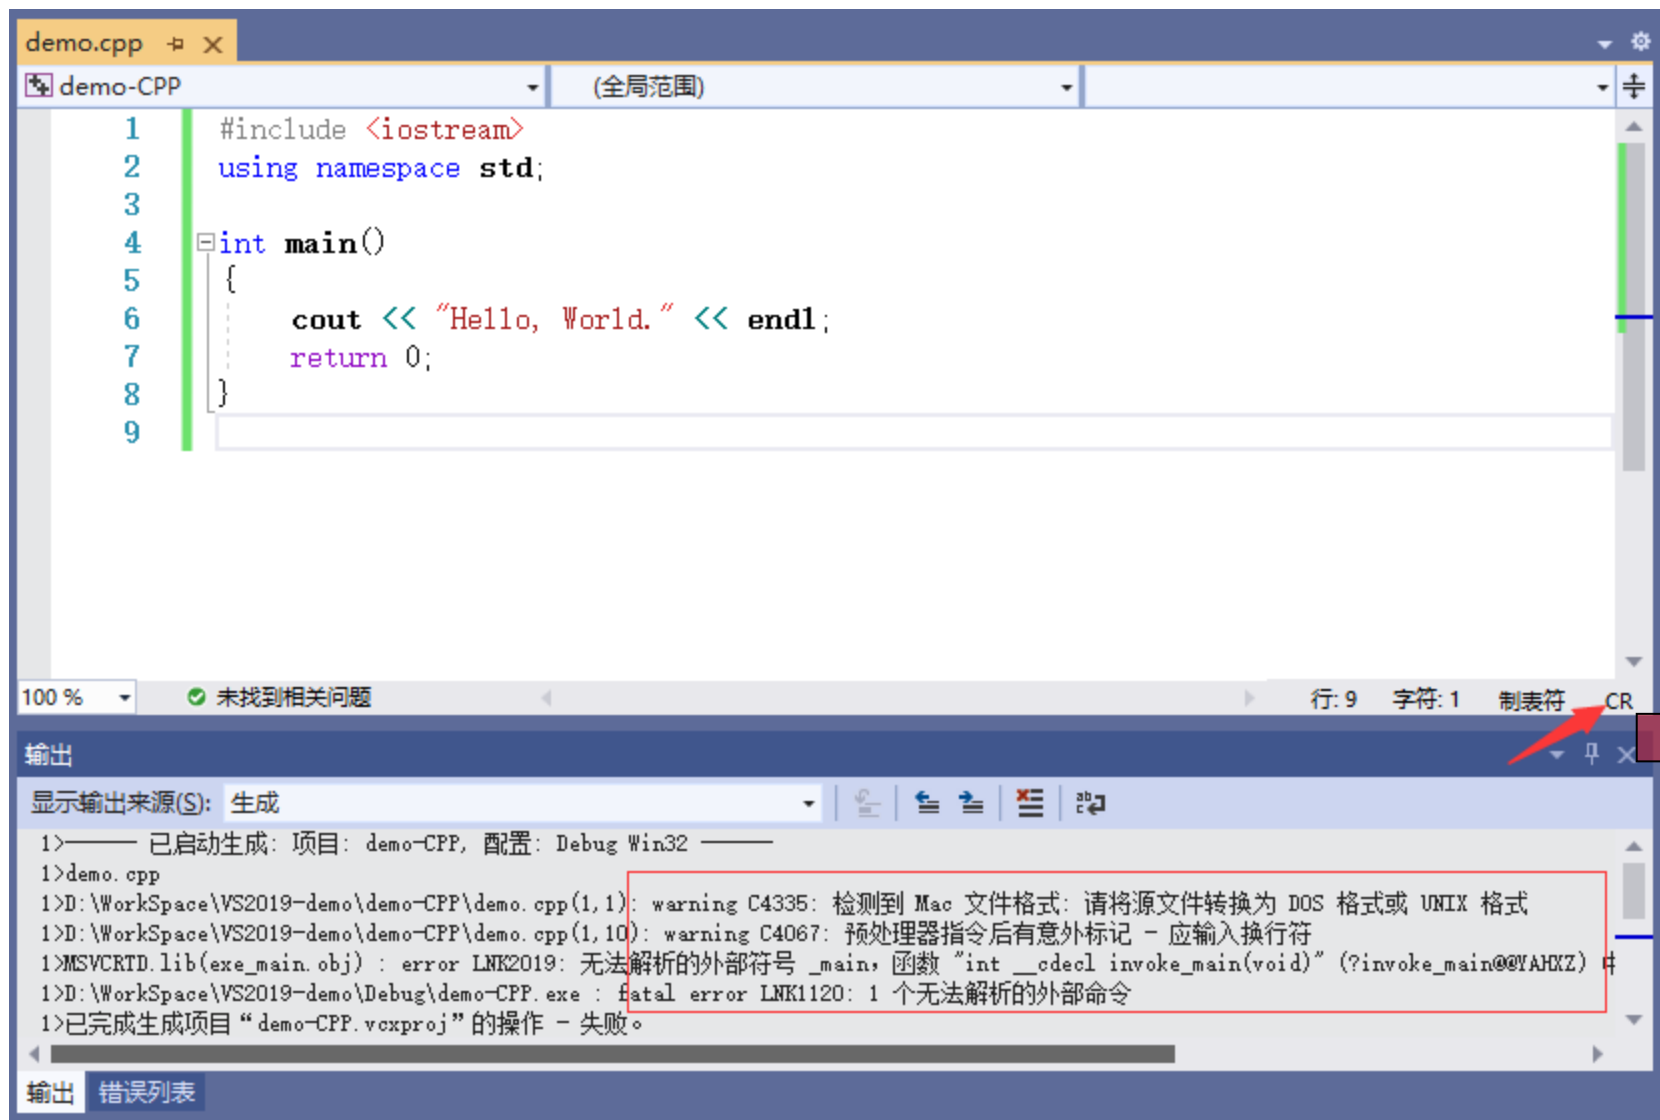 demo.cpp
demo-CPP (全局范围)
1 #include <iostream>
2 using namespace std;
3
4 int main()
5 {
6 cout << "Hello, World." << endl;
7 return 0;
8 }
9
100 % 未找到相关问题 行: 9 字符: 1 制表符 CR
输出
显示输出来源(S): 生成
1>—— 已启动生成: 项目: demo-CPP, 配置: Debug Win32 ——
1>demo.cpp
1>D:\WorkSpace\VS2019-demo\demo-CPP\demo.cpp(1,1): warning C4335: 检测到 Mac 文件格式: 请将源文件转换为 DOS 格式或 UNIX 格式
1>D:\WorkSpace\VS2019-demo\demo-CPP\demo.cpp(1,10): warning C4067: 预处理器指令后有意外标记 - 应输入换行符
1>MSVCRTD.lib(exe_main.obj) : error LNK2019: 无法解析的外部符号 _main，函数 "int __cdecl invoke_main(void)" (?invoke_main@@YAHXZ)
1>D:\WorkSpace\VS2019-demo\Debug\demo-CPP.exe : fatal error LNK1120: 1 个无法解析的外部命令
1>已完成生成项目“demo-CPP.vcxproj”的操作 - 失败。
输出 错误列表